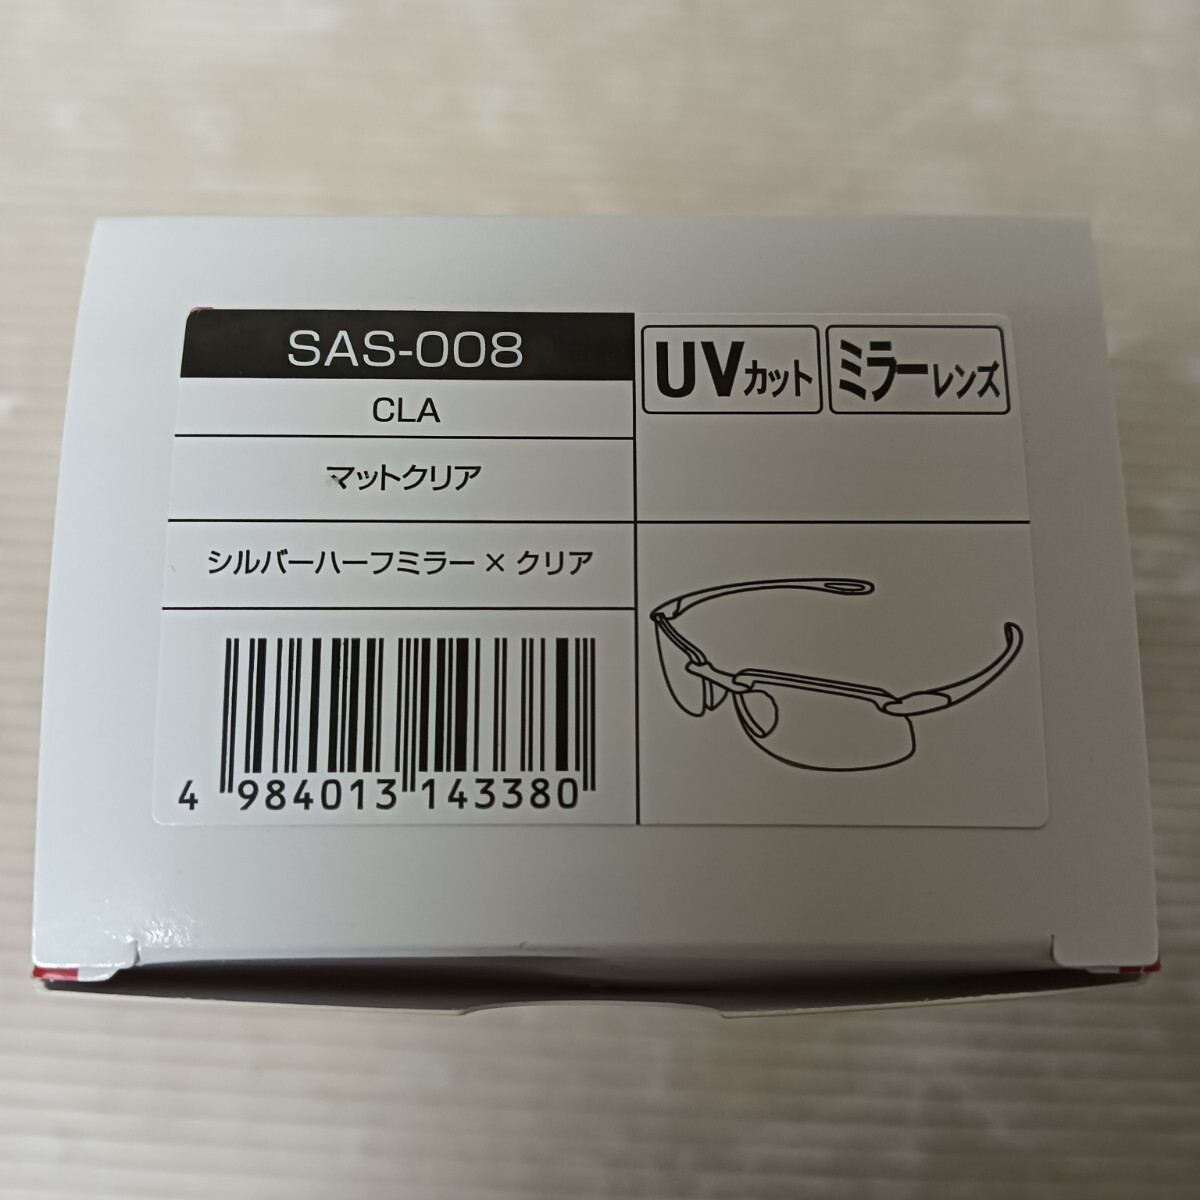 SAS-008
CLA
マットクリア
シルバーハーフミラー × クリア
4 984013 143380
UVカット
ミラーレンズ